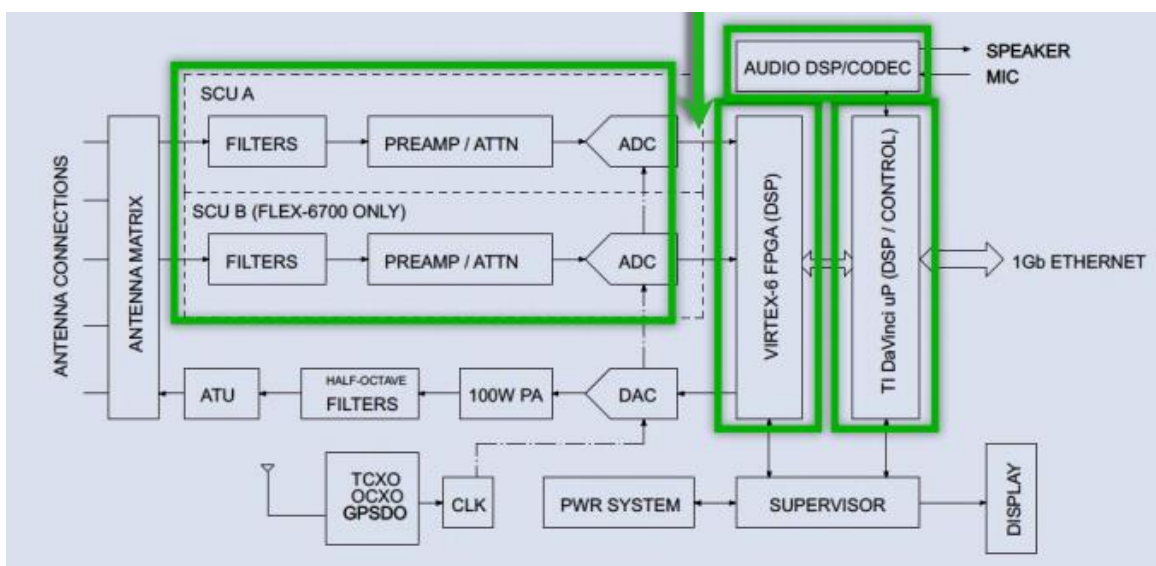 AUDIO DSP/CODEC
SPEAKER
MIC
SCU A
FILTERS
PREAMP / ATTN
ADC
SCU B (FLEX-6700 ONLY)
FILTERS
PREAMP / ATTN
ADC
ANTENNA CONNECTIONS
ANTENNA MATRIX
VIRTEX-6 FPGA (DSP)
TI DaVinci uP (DSP / CONTROL)
1Gb ETHERNET
ATU
HALF-OCTAVE
FILTERS
100W PA
DAC
TCXO
OCXO
GPSDO
CLK
PWR SYSTEM
SUPERVISOR
DISPLAY